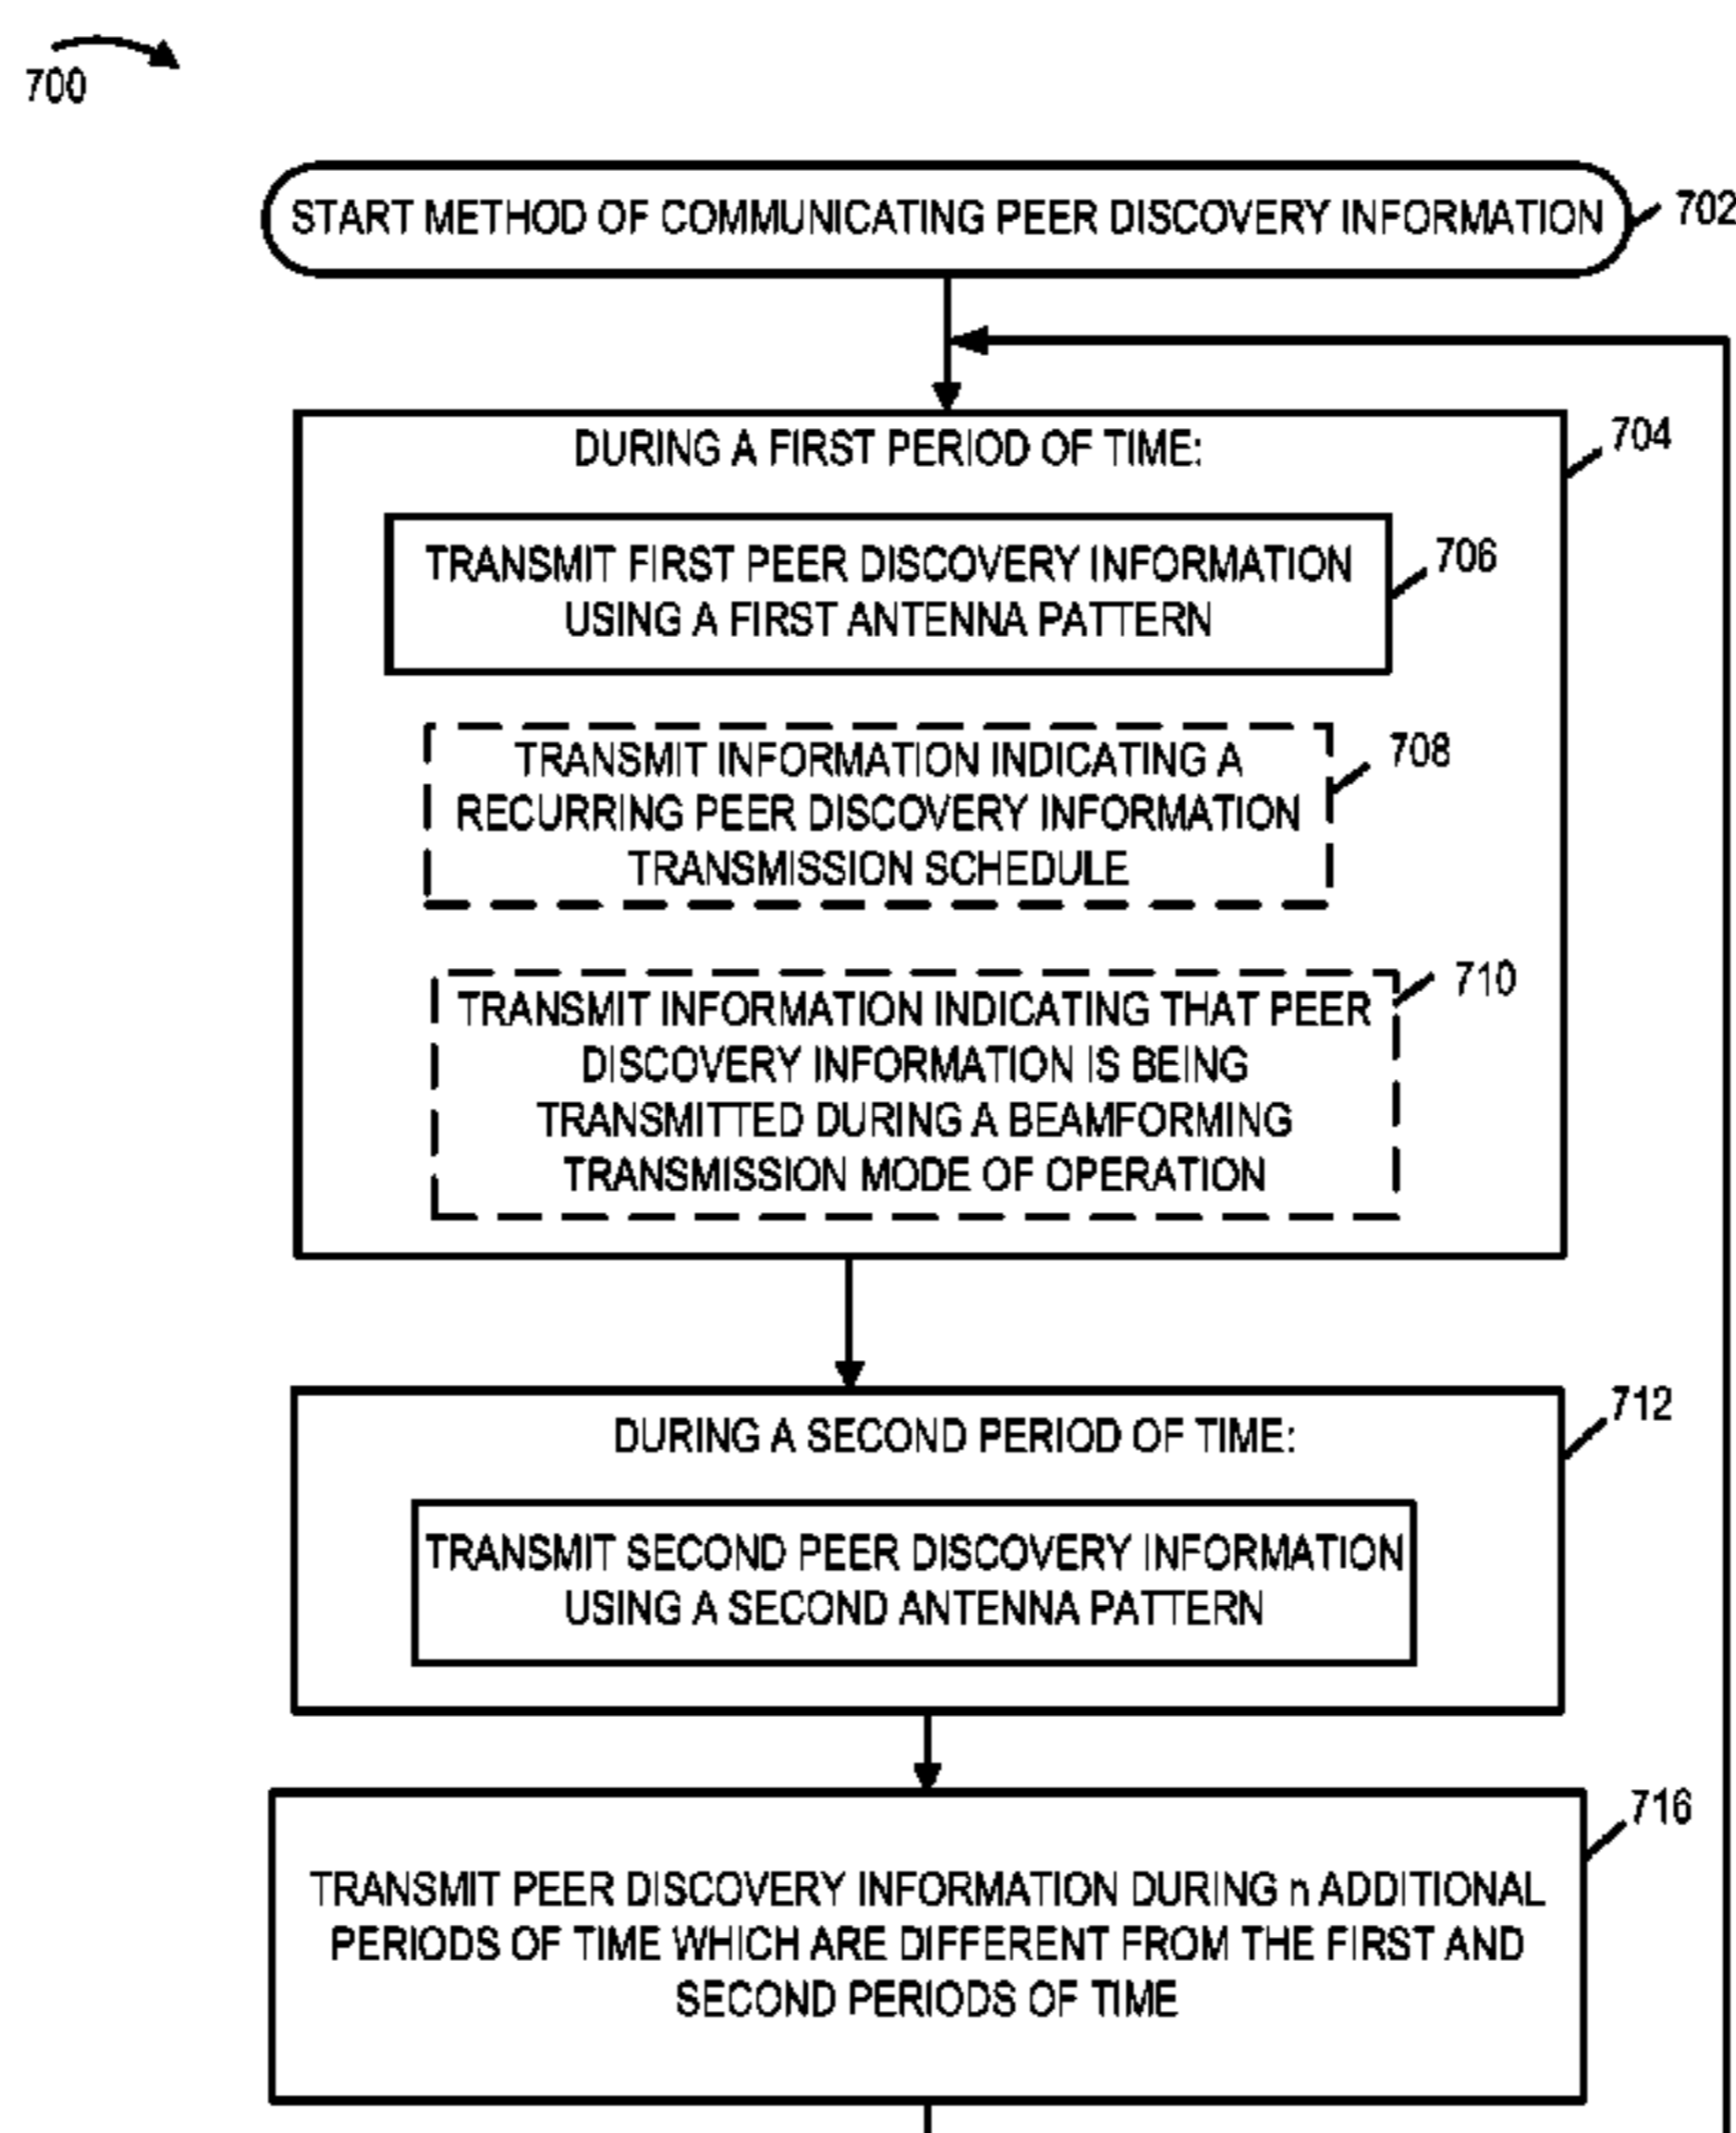 700
START METHOD OF COMMUNICATING PEER DISCOVERY INFORMATION
702
DURING A FIRST PERIOD OF TIME:
704
TRANSMIT FIRST PEER DISCOVERY INFORMATION
USING A FIRST ANTENNA PATTERN
706
TRANSMIT INFORMATION INDICATING A
RECURRING PEER DISCOVERY INFORMATION
TRANSMISSION SCHEDULE
708
TRANSMIT INFORMATION INDICATING THAT PEER
DISCOVERY INFORMATION IS BEING
TRANSMITTED DURING A BEAMFORMING
TRANSMISSION MODE OF OPERATION
710
DURING A SECOND PERIOD OF TIME:
712
TRANSMIT SECOND PEER DISCOVERY INFORMATION
USING A SECOND ANTENNA PATTERN
TRANSMIT PEER DISCOVERY INFORMATION DURING n ADDITIONAL
PERIODS OF TIME WHICH ARE DIFFERENT FROM THE FIRST AND
SECOND PERIODS OF TIME
716